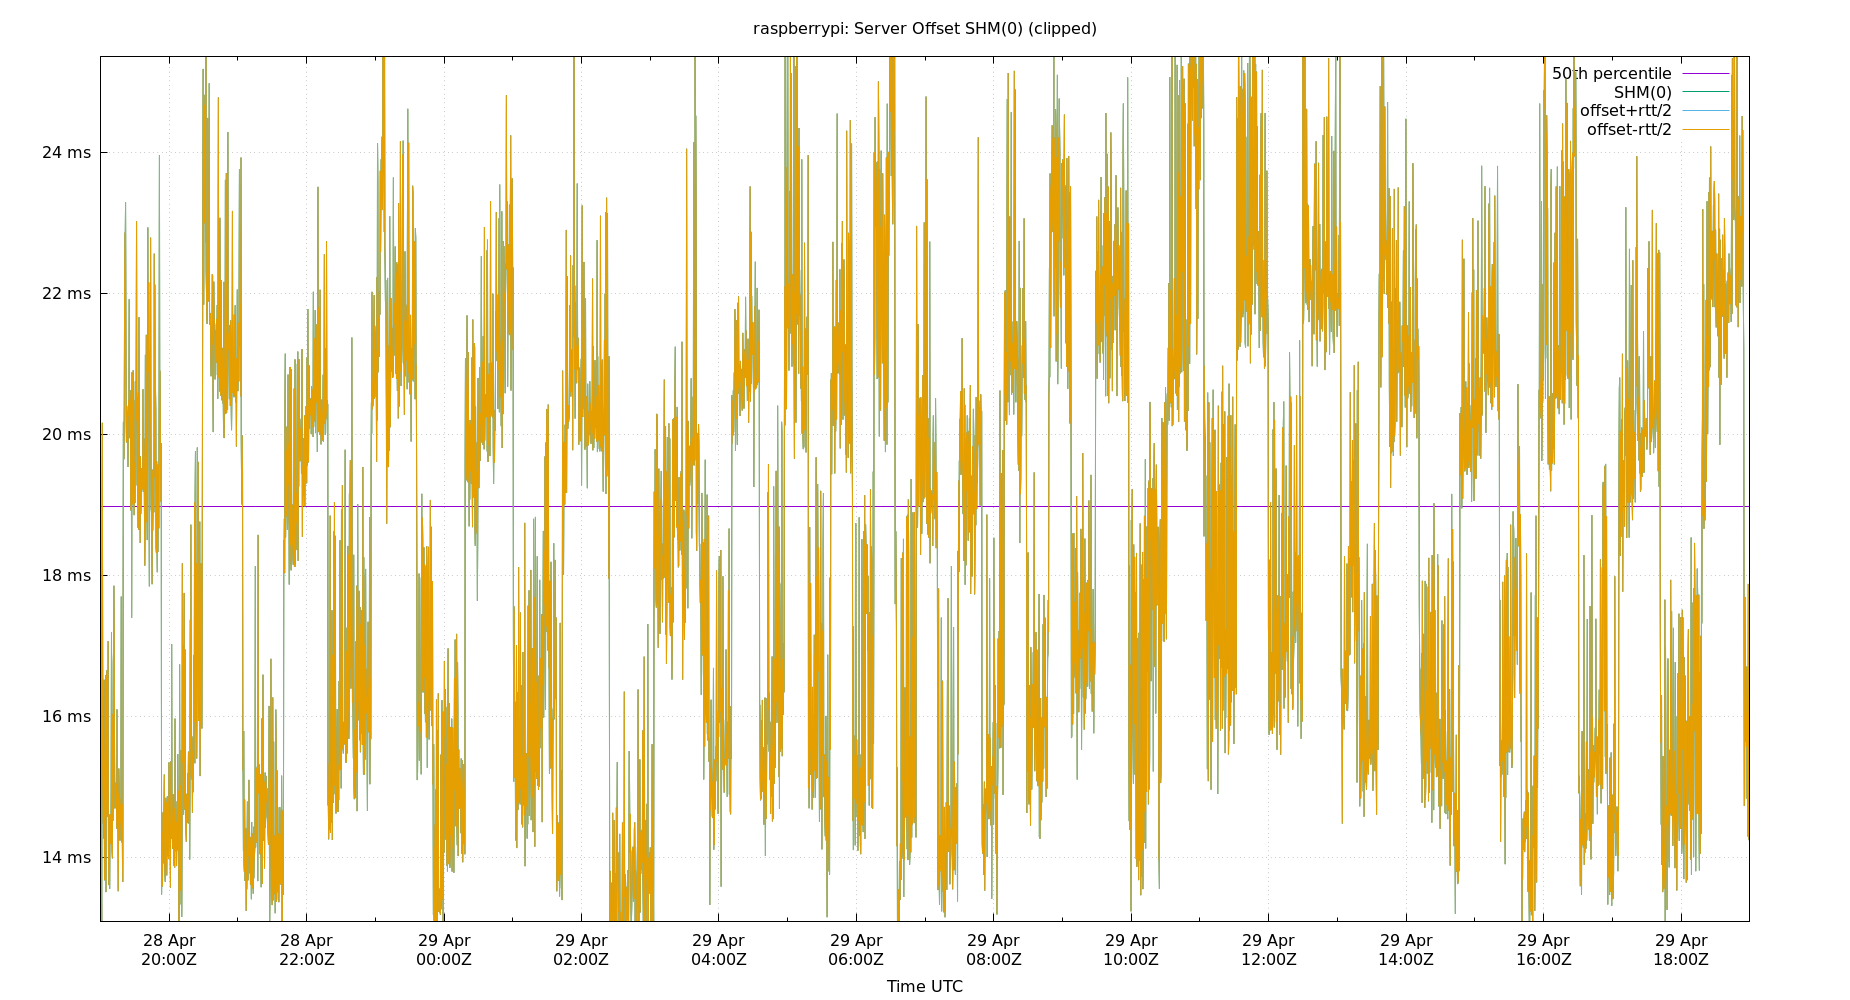 raspberrypi: Server Offset SHM(0) (clipped)
50th percentile
SHM(0)
offset+rtt/2
offset-rtt/2
24 ms
22 ms
20 ms
18 ms
16 ms
14 ms
28 Apr 28 Apr 29 Apr 29 Apr 29 Apr 29 Apr 29 Apr 29 Apr 29 Apr 29 Apr 29 Apr 29 Apr
20:00Z 22:00Z 00:00Z 02:00Z 04:00Z 06:00Z 08:00Z 10:00Z 12:00Z 14:00Z 16:00Z 18:00Z
Time UTC